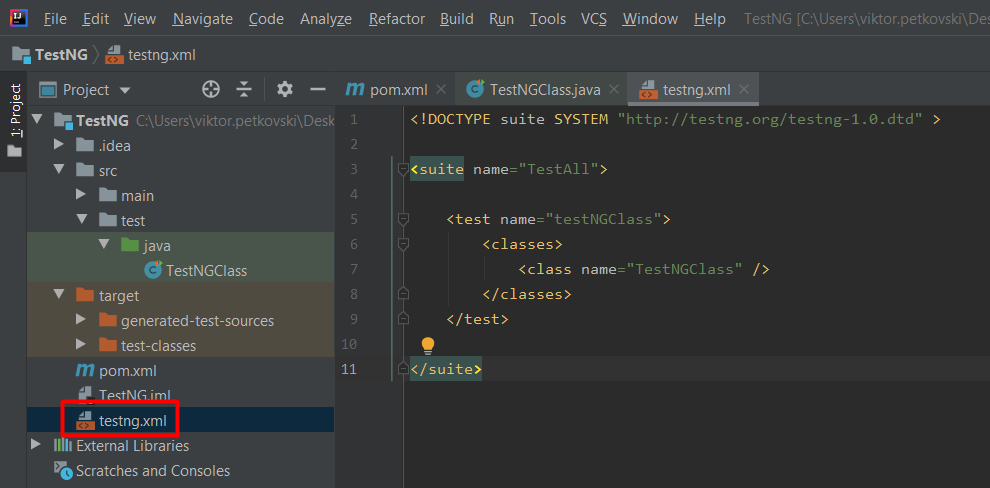 IJ File Edit View Navigate Code Analyze Refactor Build Run Tools VCS Window Help TestNG [C:\Users\viktor.petkovski\Des
TestNG testng.xml
1: Project
Project
pom.xml TestNGClass.java testng.xml
TestNG C:\Users\viktor.petkovski\Desk
.idea
src
main
test
java
TestNGClass
target
generated-test-sources
test-classes
pom.xml
TestNG.iml
testng.xml
External Libraries
Scratches and Consoles
1 <!DOCTYPE suite SYSTEM "http://testng.org/testng-1.0.dtd" >
2
3 <suite name="TestAll">
4
5 <test name="testNGClass">
6 <classes>
7 <class name="TestNGClass" />
8 </classes>
9 </test>
10
11 </suite>